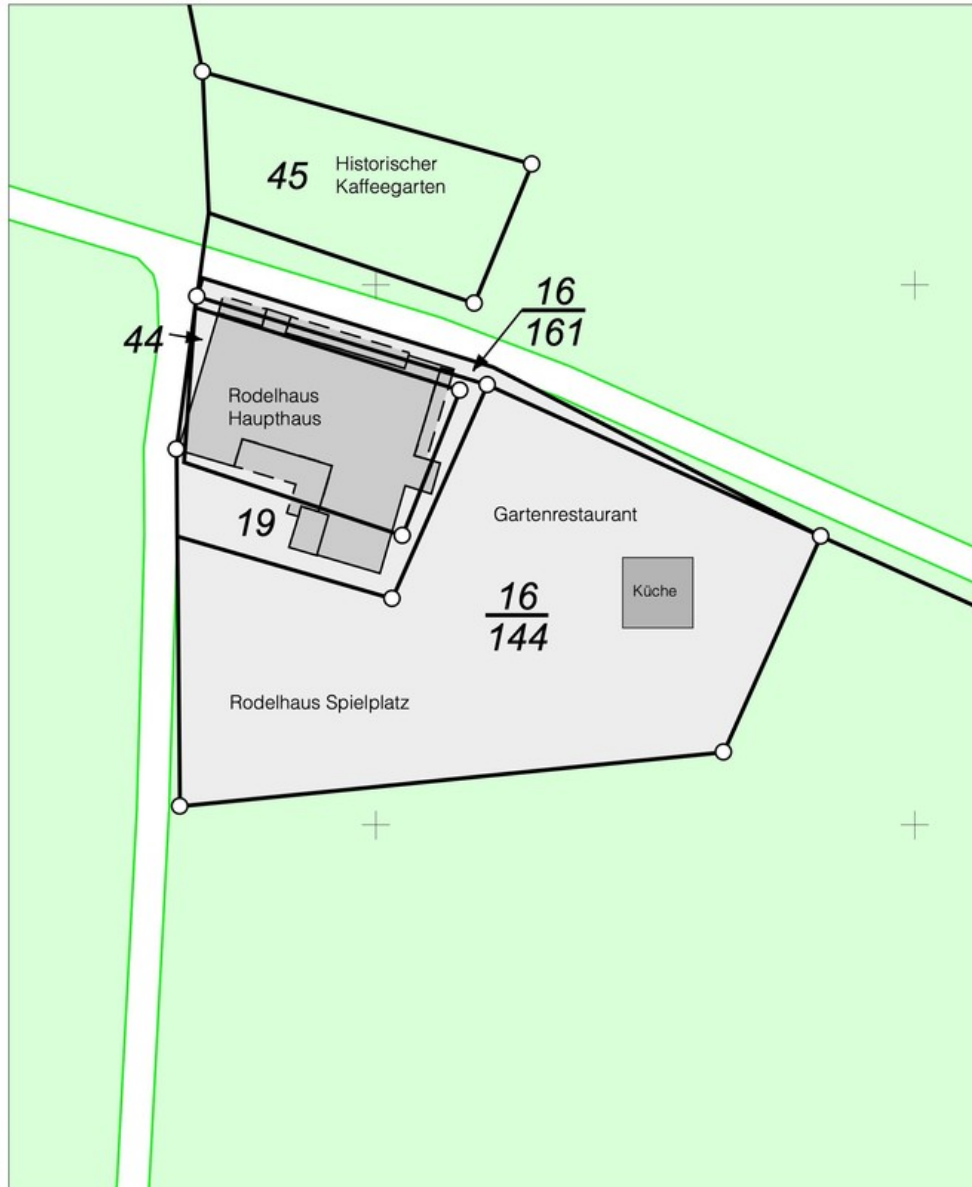 45
Historischer
Kaffeegarten
16
161
44
Rodelhaus
Haupthaus
19
Gartenrestaurant
Küche
16
144
Rodelhaus Spielplatz